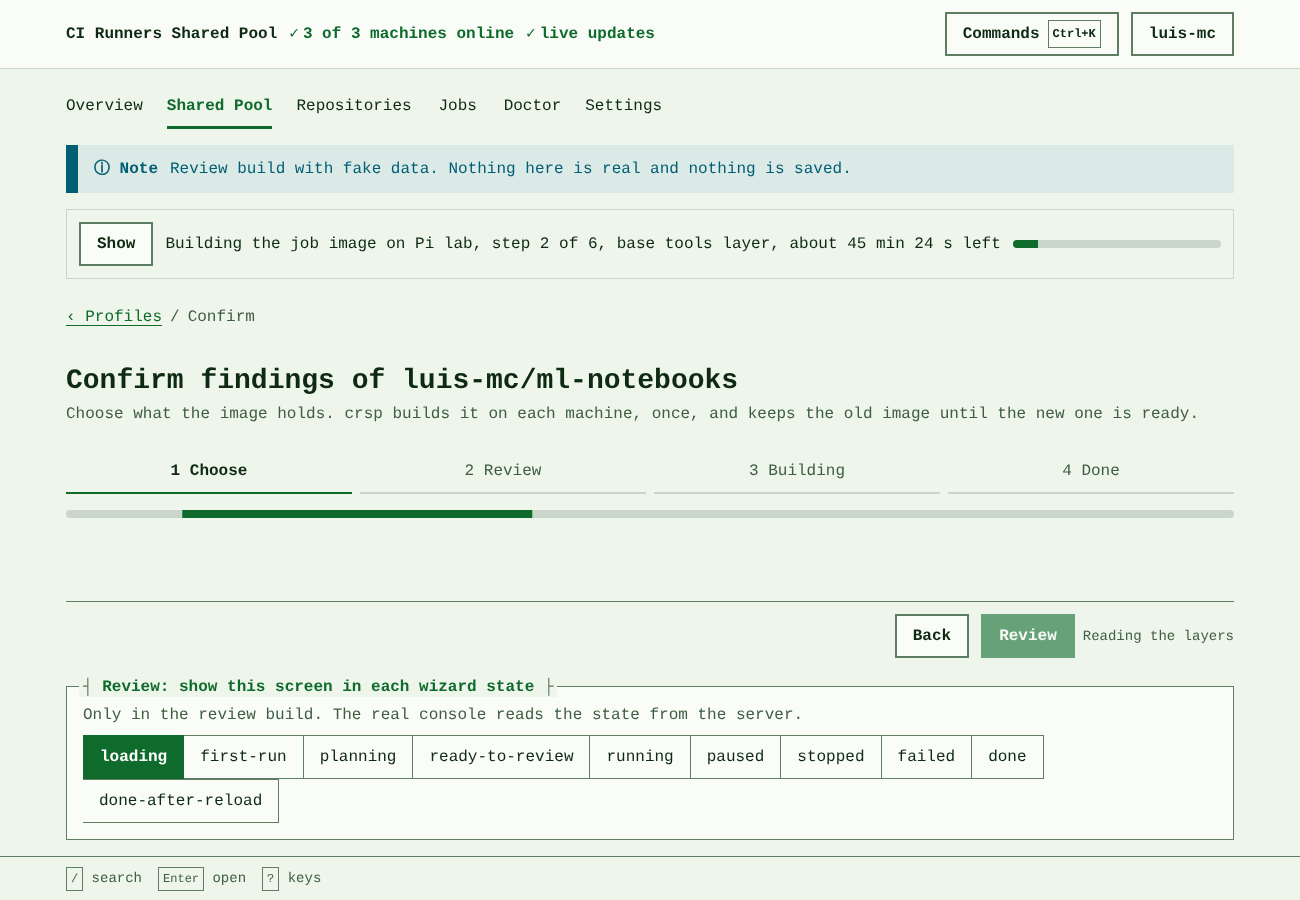 CI Runners Shared Pool ✓ 3 of 3 machines online ✓ live updates Commands Ctrl+K luis-mc
Overview Shared Pool Repositories Jobs Doctor Settings
ⓘ Note Review build with fake data. Nothing here is real and nothing is saved.
Show Building the job image on Pi lab, step 2 of 6, base tools layer, about 45 min 24 s left
‹ Profiles / Confirm
Confirm findings of luis-mc/ml-notebooks
Choose what the image holds. crsp builds it on each machine, once, and keeps the old image until the new one is ready.
1 Choose 2 Review 3 Building 4 Done
Back Review Reading the layers
┤ Review: show this screen in each wizard state ├
Only in the review build. The real console reads the state from the server.
loading first-run planning ready-to-review running paused stopped failed done
done-after-reload
/ search Enter open ? keys